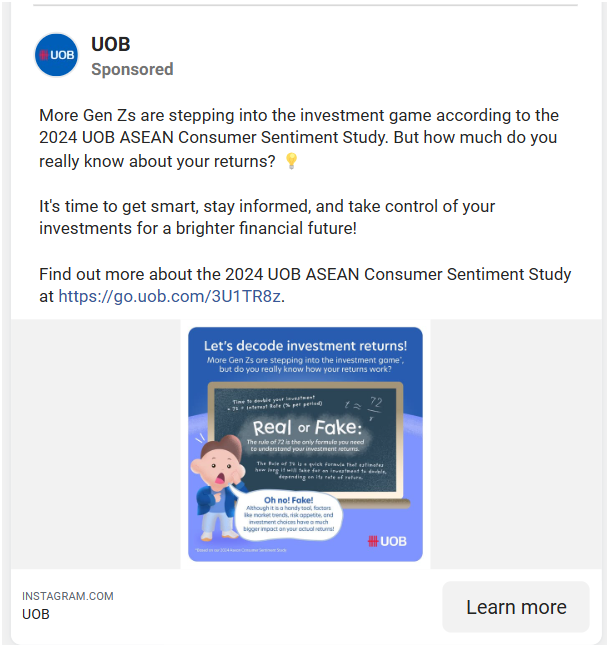 UOB
UOB
Sponsored
More Gen Zs are stepping into the investment game according to the
2024 UOB ASEAN Consumer Sentiment Study. But how much do you
really know about your returns? 💡
It's time to get smart, stay informed, and take control of your
investments for a brighter financial future!
Find out more about the 2024 UOB ASEAN Consumer Sentiment Study
at https://go.uob.com/3U1TR8z.
Let's decode investment returns!
More Gen Zs are stepping into the investment game*,
but do you really know how your returns work?
Time to double your investment
= 72 ÷ Interest Rate (% per period)
t ≈ 72
r
Real or Fake:
The rule of 72 is the only formula you need
to understand your investment returns.
The Rule of 72 is a quick formula that estimates
how long it will take for an investment to double,
depending on its rate of return.
Oh no! Fake!
Although it is a handy tool, factors
like market trends, risk appetite, and
investment choices have a much
bigger impact on your actual returns!
UOB
*Based on our 2024 ASEAN Consumer Sentiment Study
INSTAGRAM.COM
UOB
Learn more